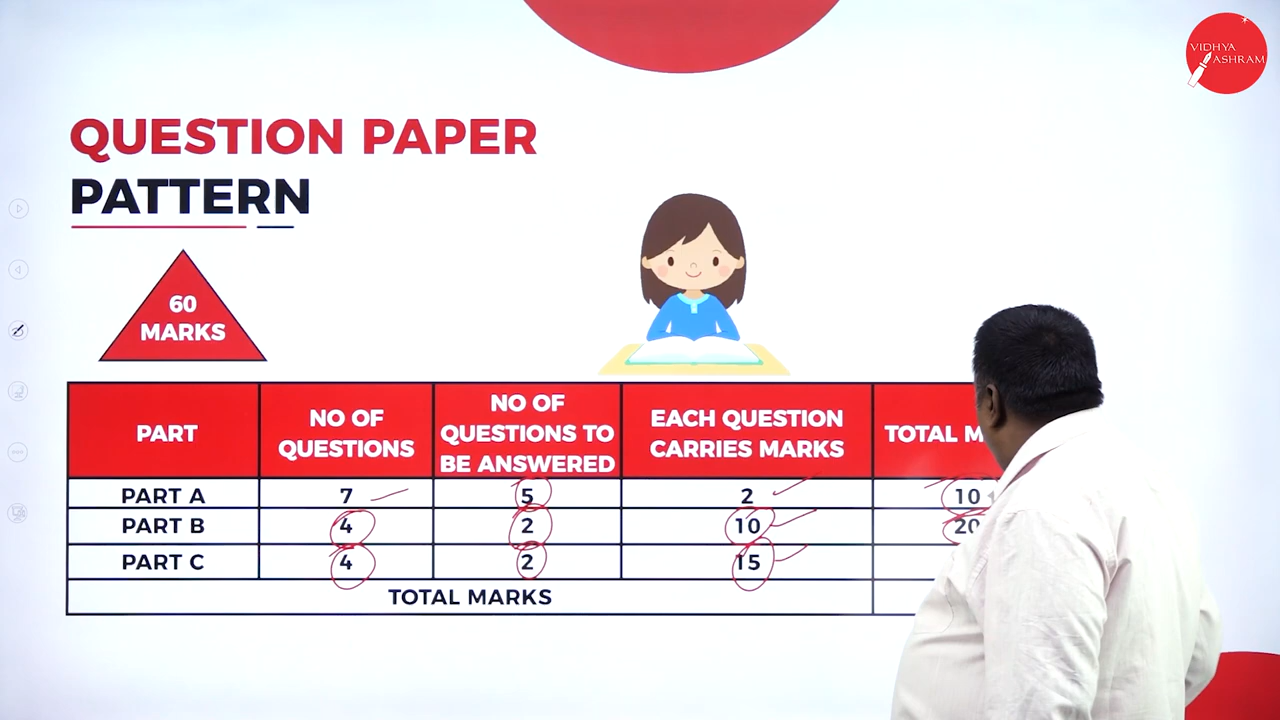 VIDHYA
ASHRAM
QUESTION PAPER
PATTERN
60
MARKS
PART
NO OF
QUESTIONS
NO OF
QUESTIONS TO
BE ANSWERED
EACH QUESTION
CARRIES MARKS
TOTAL M
PART A 7 5 2 10
PART B 4 2 10 20
PART C 4 2 15
TOTAL MARKS